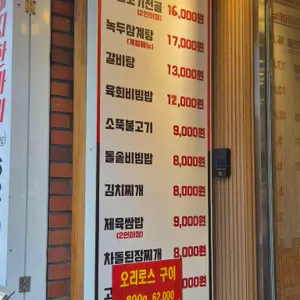 16,000원
(2인이상)
녹두삼계탕 17,000원
(계절메뉴)
갈비탕 13,000원
육회비빔밥 12,000원
소뚝불고기 9,000원
돌솥비빔밥 8,000원
김치찌개 8,000원
제육쌈밥 9,000원
(2인이상)
차돌된장찌개 8,000원
오리로스 구이
800g 62,000